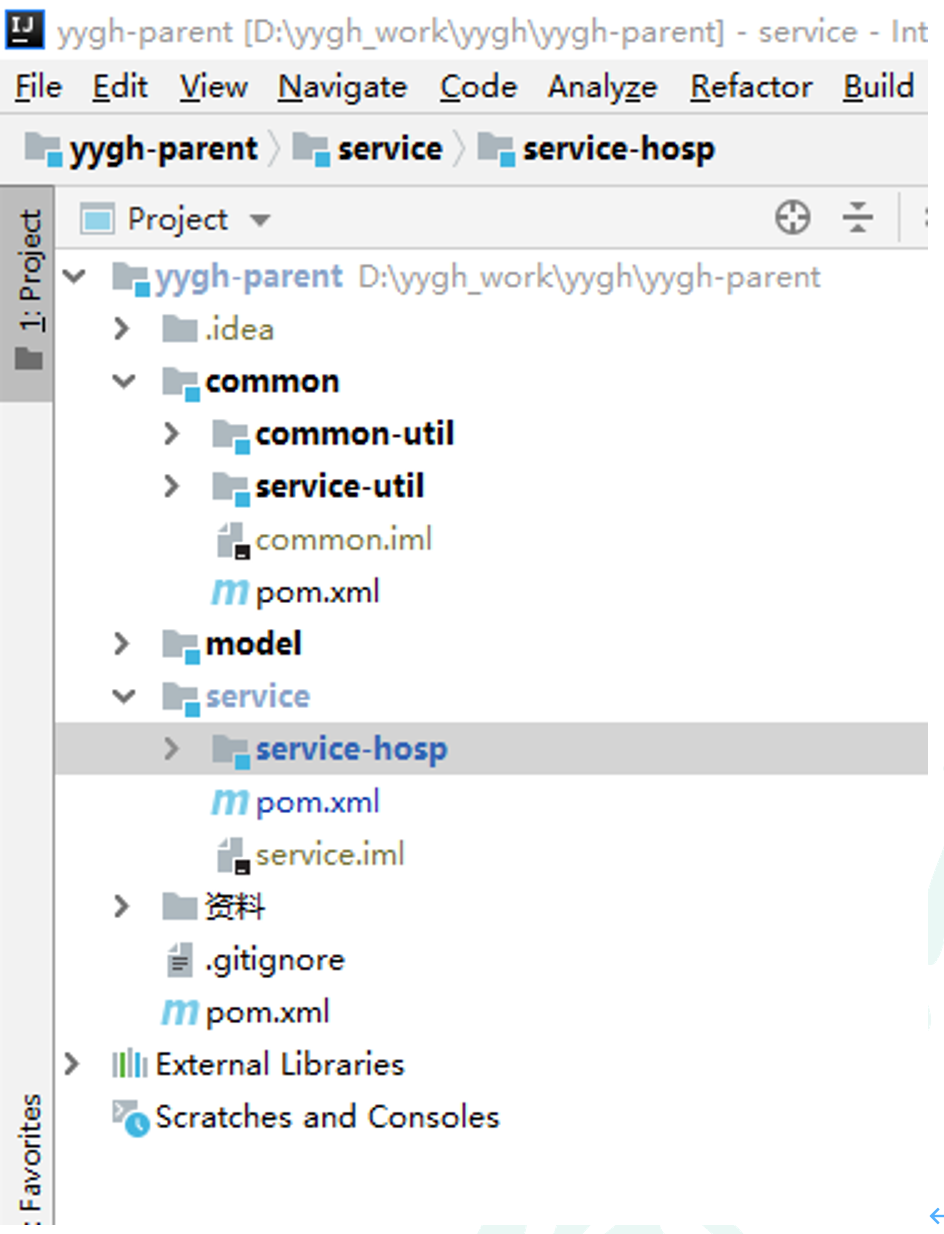 yygh-parent [D:\yygh_work\yygh\yygh-parent] - service - Int
File Edit View Navigate Code Analyze Refactor Build
yygh-parent service service-hosp
1: Project
Project
yygh-parent D:\yygh_work\yygh\yygh-parent
.idea
common
common-util
service-util
common.iml
pom.xml
model
service
service-hosp
pom.xml
service.iml
资料
.gitignore
pom.xml
External Libraries
Scratches and Consoles
: Favorites